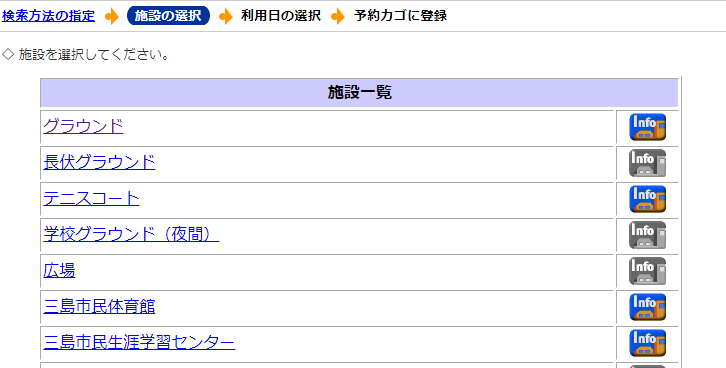 検索方法の指定 施設の選択 利用日の選択 予約カゴに登録
施設を選択してください。
施設一覧
グラウンド Info
長伏グラウンド Info
テニスコート Info
学校グラウンド（夜間） Info
広場 Info
三島市民体育館 Info
三島市民生涯学習センター Info